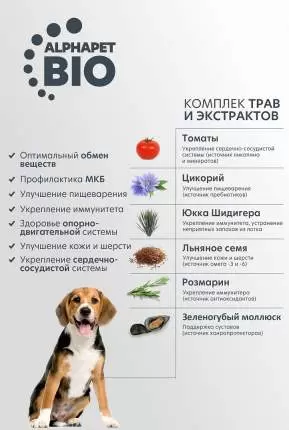 ALPHAPET
BIO
КОМПЛЕК ТРАВ
И ЭКСТРАКТОВ
Оптимальный обмен
веществ
Профилактика МКБ
Улучшение пищеварения
Укрепление иммунитета
Здоровье опорно-
двигательной системы
Улучшение кожи и шерсти
Укрепление сердечно-
сосудистой системы
Томаты
Укрепление сердечно-сосудистой
системы (источник ликопина
и минералов)
Цикорий
Улучшение пищеварения
(источник пребиотиков)
Юкка Шидигера
Укрепление иммунитета, устранение
неприятных запахов из лотка
Льняное семя
Улучшение кожи и шерсти
(источник омега -3 и -6)
Розмарин
Укрепление иммунитета
(источник антиоксидантов)
Зеленогубый моллюск
Поддержка суставов
(источник хондропротекторов)